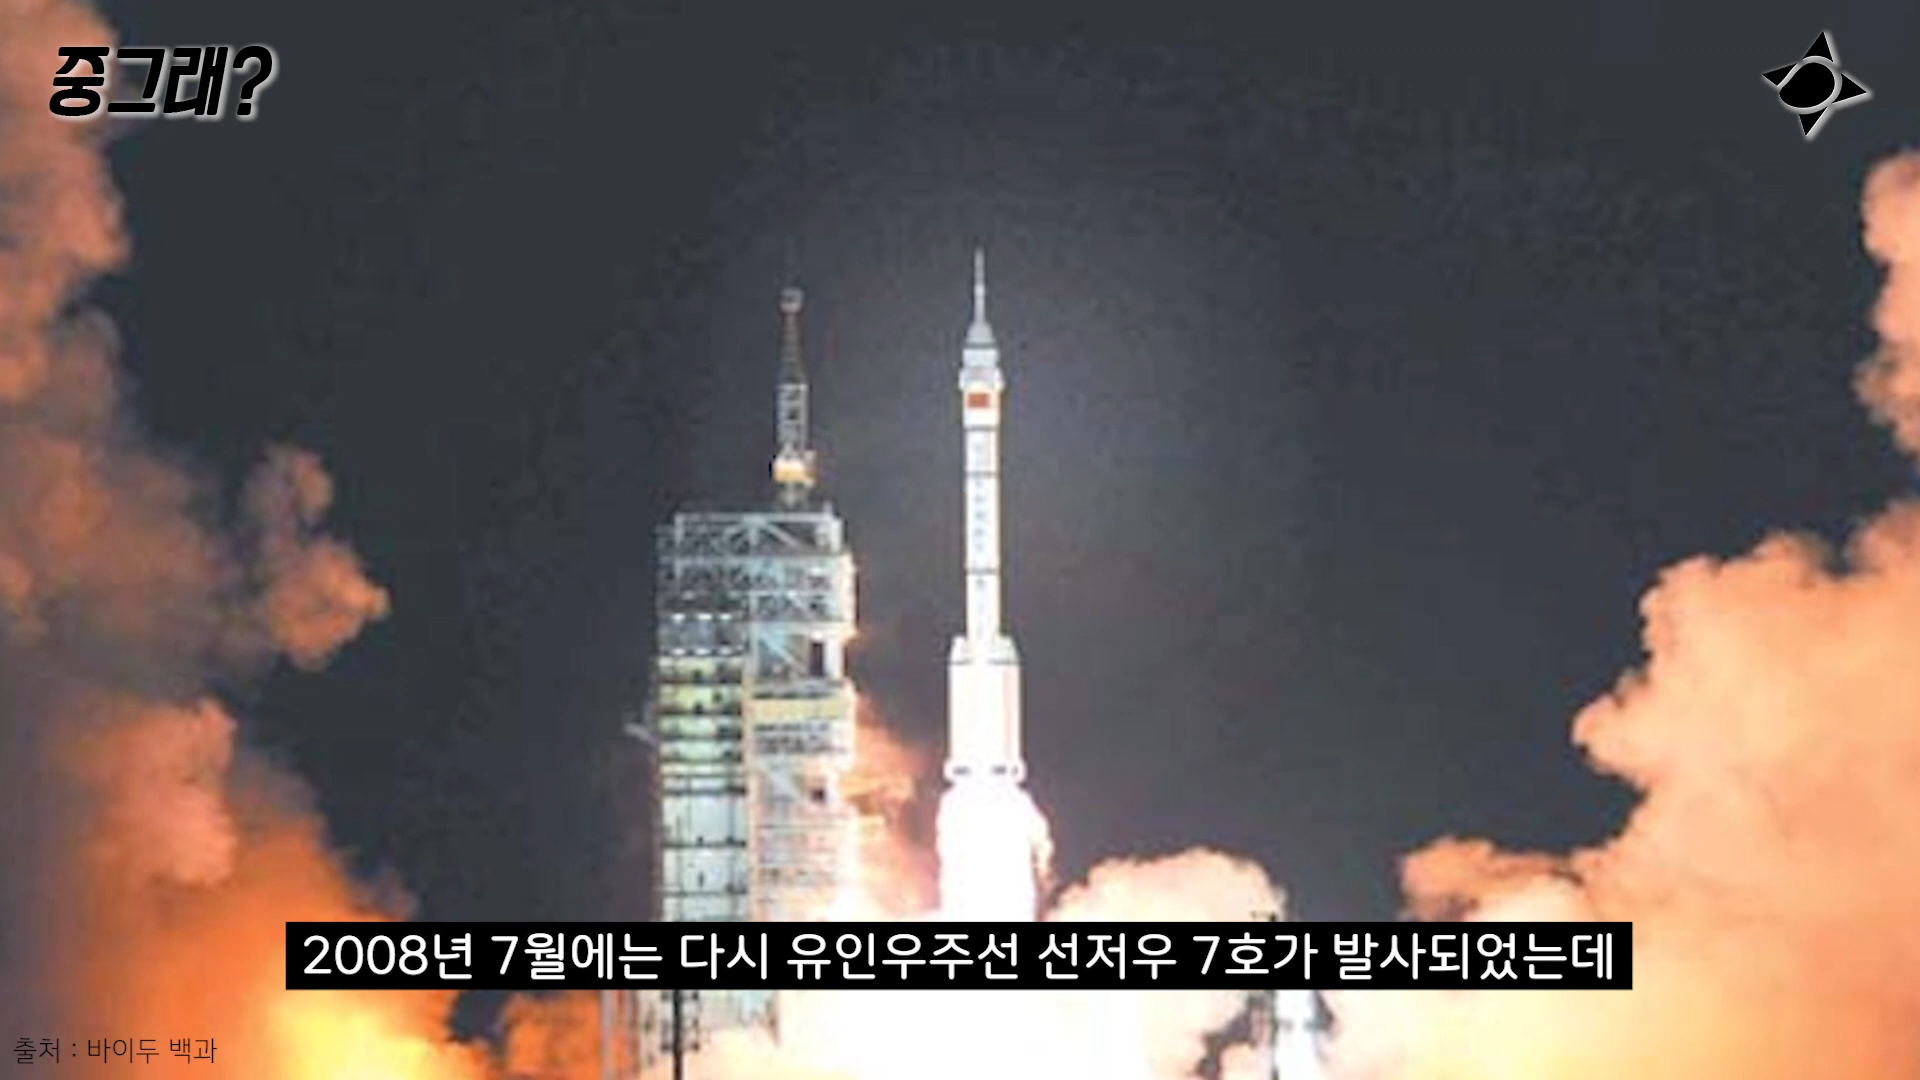 중그래?
2008년 7월에는 다시 유인우주선 선저우 7호가 발사되었는데
출처 : 바이두 백과